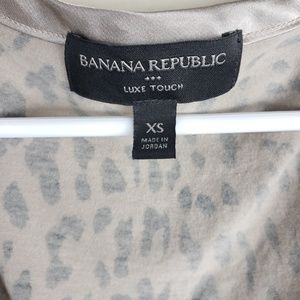 BANANA REPUBLIC
LUXE TOUCH
XS
MADE IN
JORDAN